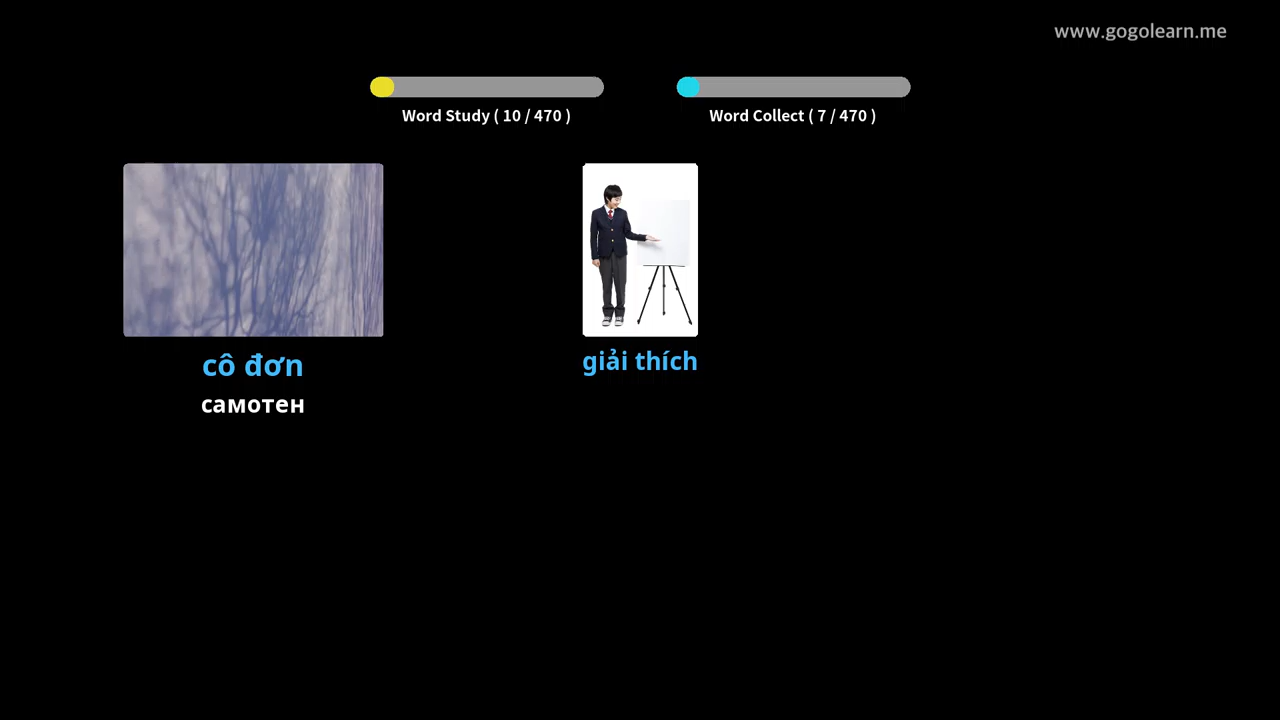 www.gogolearn.me
Word Study ( 10 / 470 )
Word Collect ( 7 / 470 )
cô đơn
самотен
giải thích